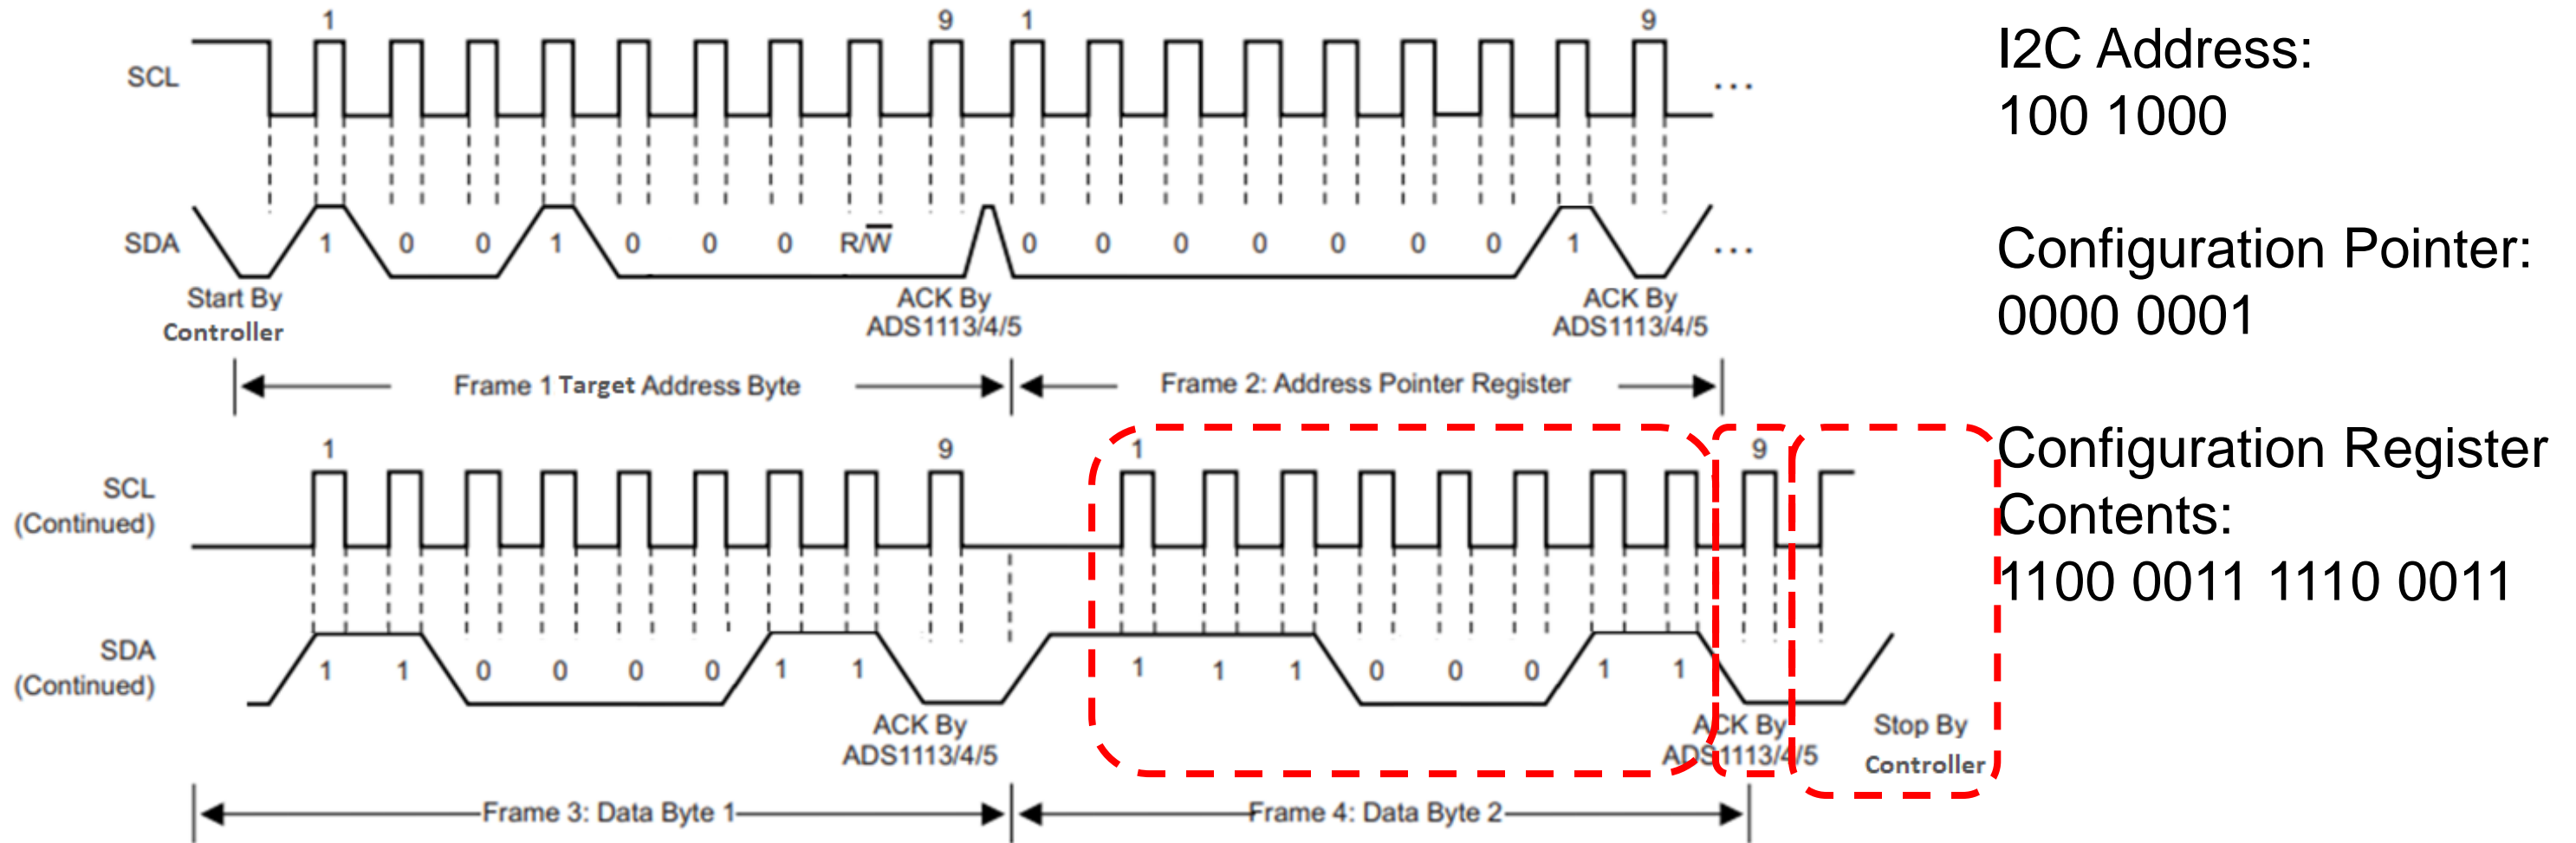 1 9 1 9
SCL
...
SDA 1 0 0 1 0 0 0 R/W 0 0 0 0 0 0 0 1 ...
Start By
Controller
ACK By
ADS1113/4/5
ACK By
ADS1113/4/5
Frame 1 Target Address Byte
Frame 2: Address Pointer Register
1 9 1 9
SCL
(Continued)
SDA
(Continued)
1 1 0 0 0 0 1 1 1 1 1 0 0 0 1 1
ACK By
ADS1113/4/5
ACK By
ADS1113/4/5
Stop By
Controller
Frame 3: Data Byte 1
Frame 4: Data Byte 2
I2C Address:
100 1000
Configuration Pointer:
0000 0001
Configuration Register
Contents:
1100 0011 1110 0011